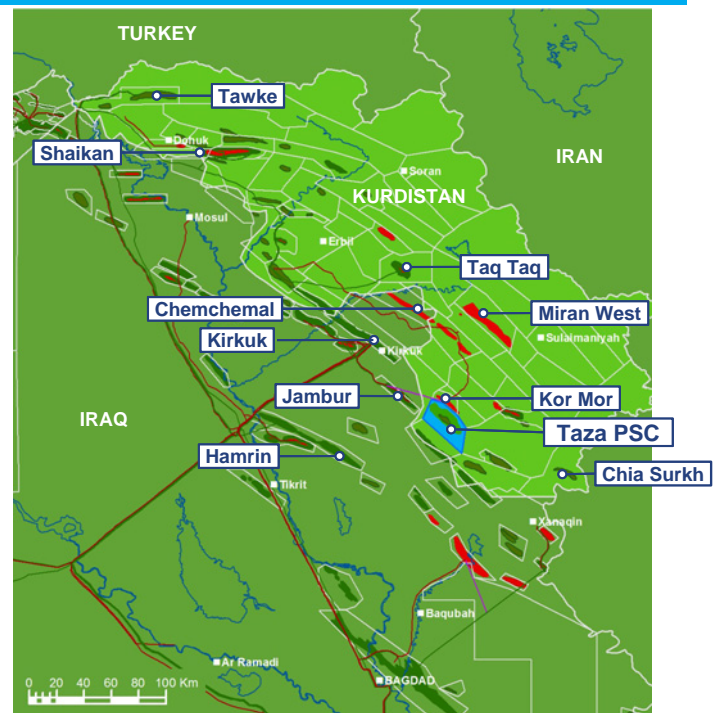 TURKEY
Tawke
Dohuk
Shaikan
IRAN
Soran
KURDISTAN
Mosul
Erbil
Taq Taq
Chemchemal
Miran West
Kirkuk
Sulaimaniyah
Kirkuk
Jambur
Kor Mor
IRAQ
Taza PSC
Hamrin
Chia Surkh
Tikrit
Xanaqin
Baqubah
Ar Ramadi
0 20 40 60 80 100 Km
BAGDAD